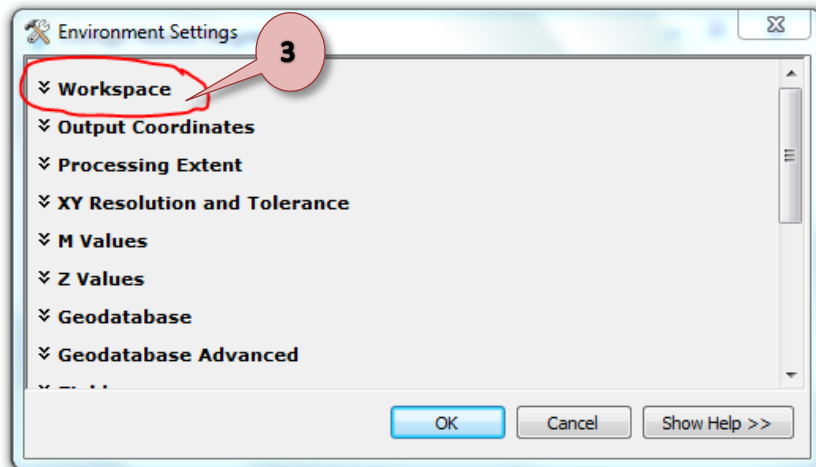 Environment Settings
3
Workspace
Output Coordinates
Processing Extent
XY Resolution and Tolerance
M Values
Z Values
Geodatabase
Geodatabase Advanced
OK Cancel Show Help >>